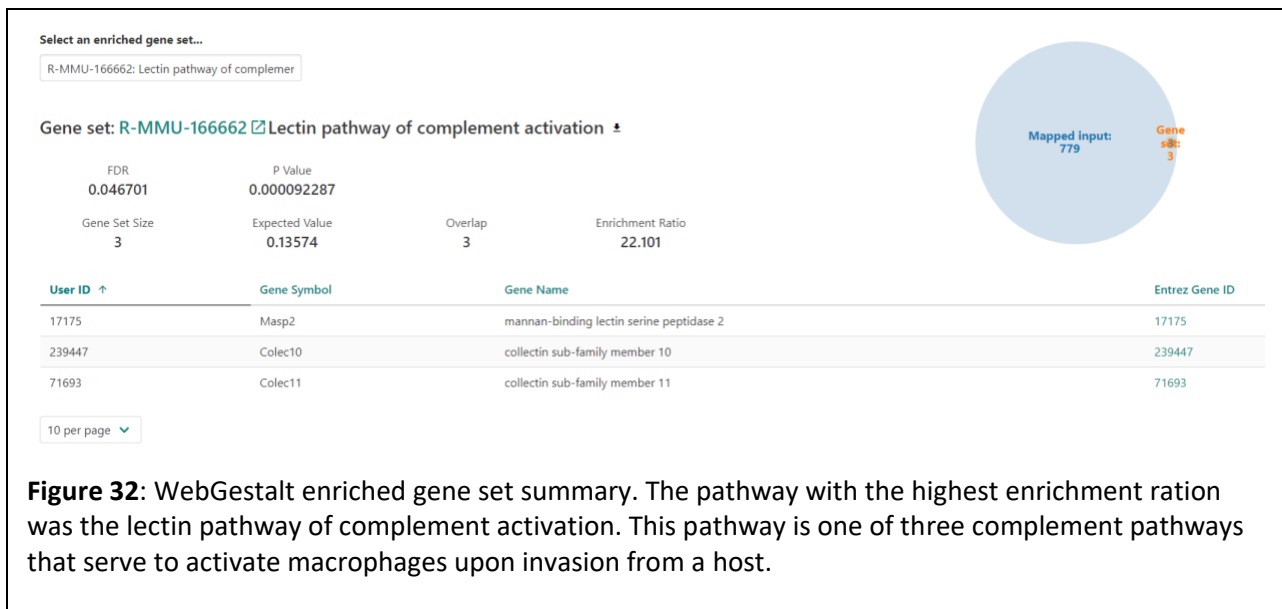 Select an enriched gene set...
R-MMU-166662: Lectin pathway of complemer
Gene set: R-MMU-166662 Lectin pathway of complement activation
FDR
0.046701
P Value
0.000092287
Gene Set Size
3
Expected Value
0.13574
Overlap
3
Enrichment Ratio
22.101
Mapped input:
779
Gene
set:
3
User ID ↑ Gene Symbol Gene Name Entrez Gene ID
17175 Masp2 mannan-binding lectin serine peptidase 2 17175
239447 Colec10 collectin sub-family member 10 239447
71693 Colec11 collectin sub-family member 11 71693
10 per page
Figure 32: WebGestalt enriched gene set summary. The pathway with the highest enrichment ration
was the lectin pathway of complement activation. This pathway is one of three complement pathways
that serve to activate macrophages upon invasion from a host.